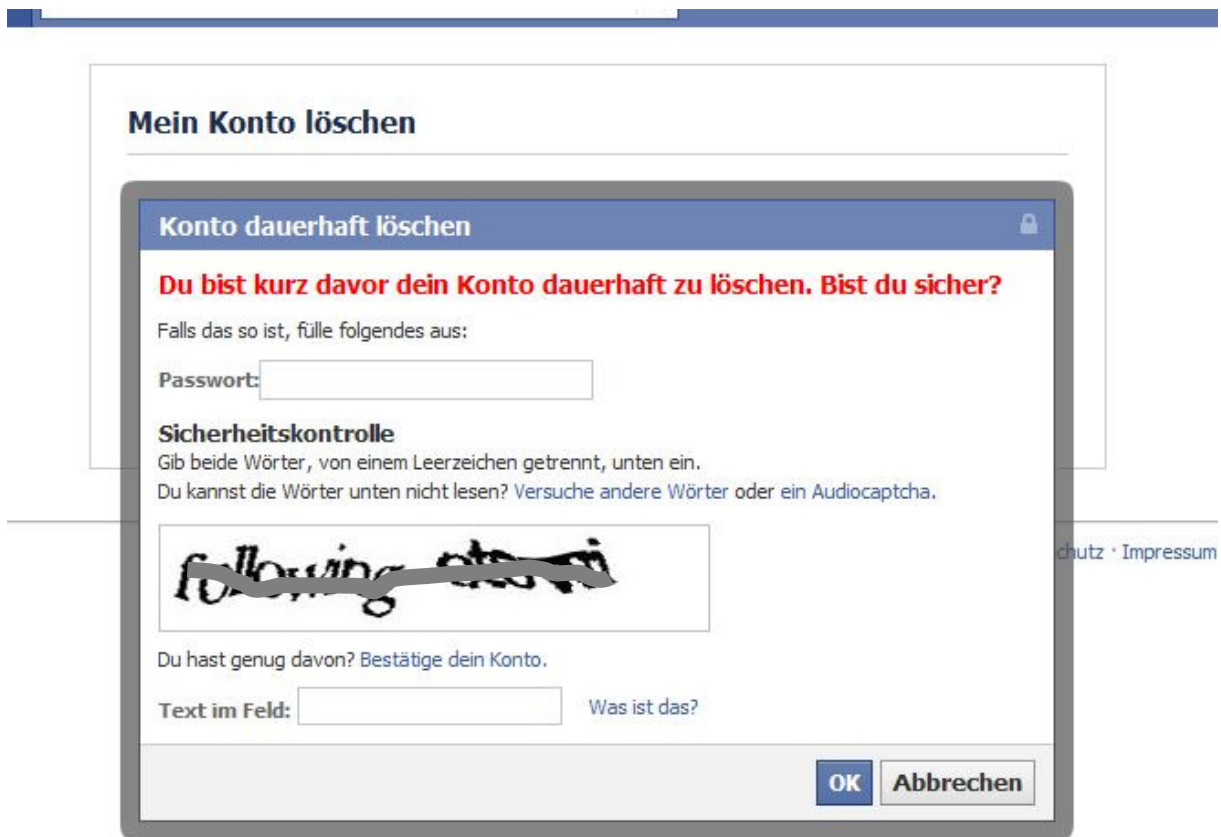 Mein Konto löschen
Konto dauerhaft löschen
Du bist kurz davor dein Konto dauerhaft zu löschen. Bist du sicher?
Falls das so ist, fülle folgendes aus:
Passwort:
Sicherheitskontrolle
Gib beide Wörter, von einem Leerzeichen getrennt, unten ein.
Du kannst die Wörter unten nicht lesen? Versuche andere Wörter oder ein Audiocaptcha.
following
· Impressum
Du hast genug davon? Bestätige dein Konto.
Text im Feld:
Was ist das?
OK Abbrechen